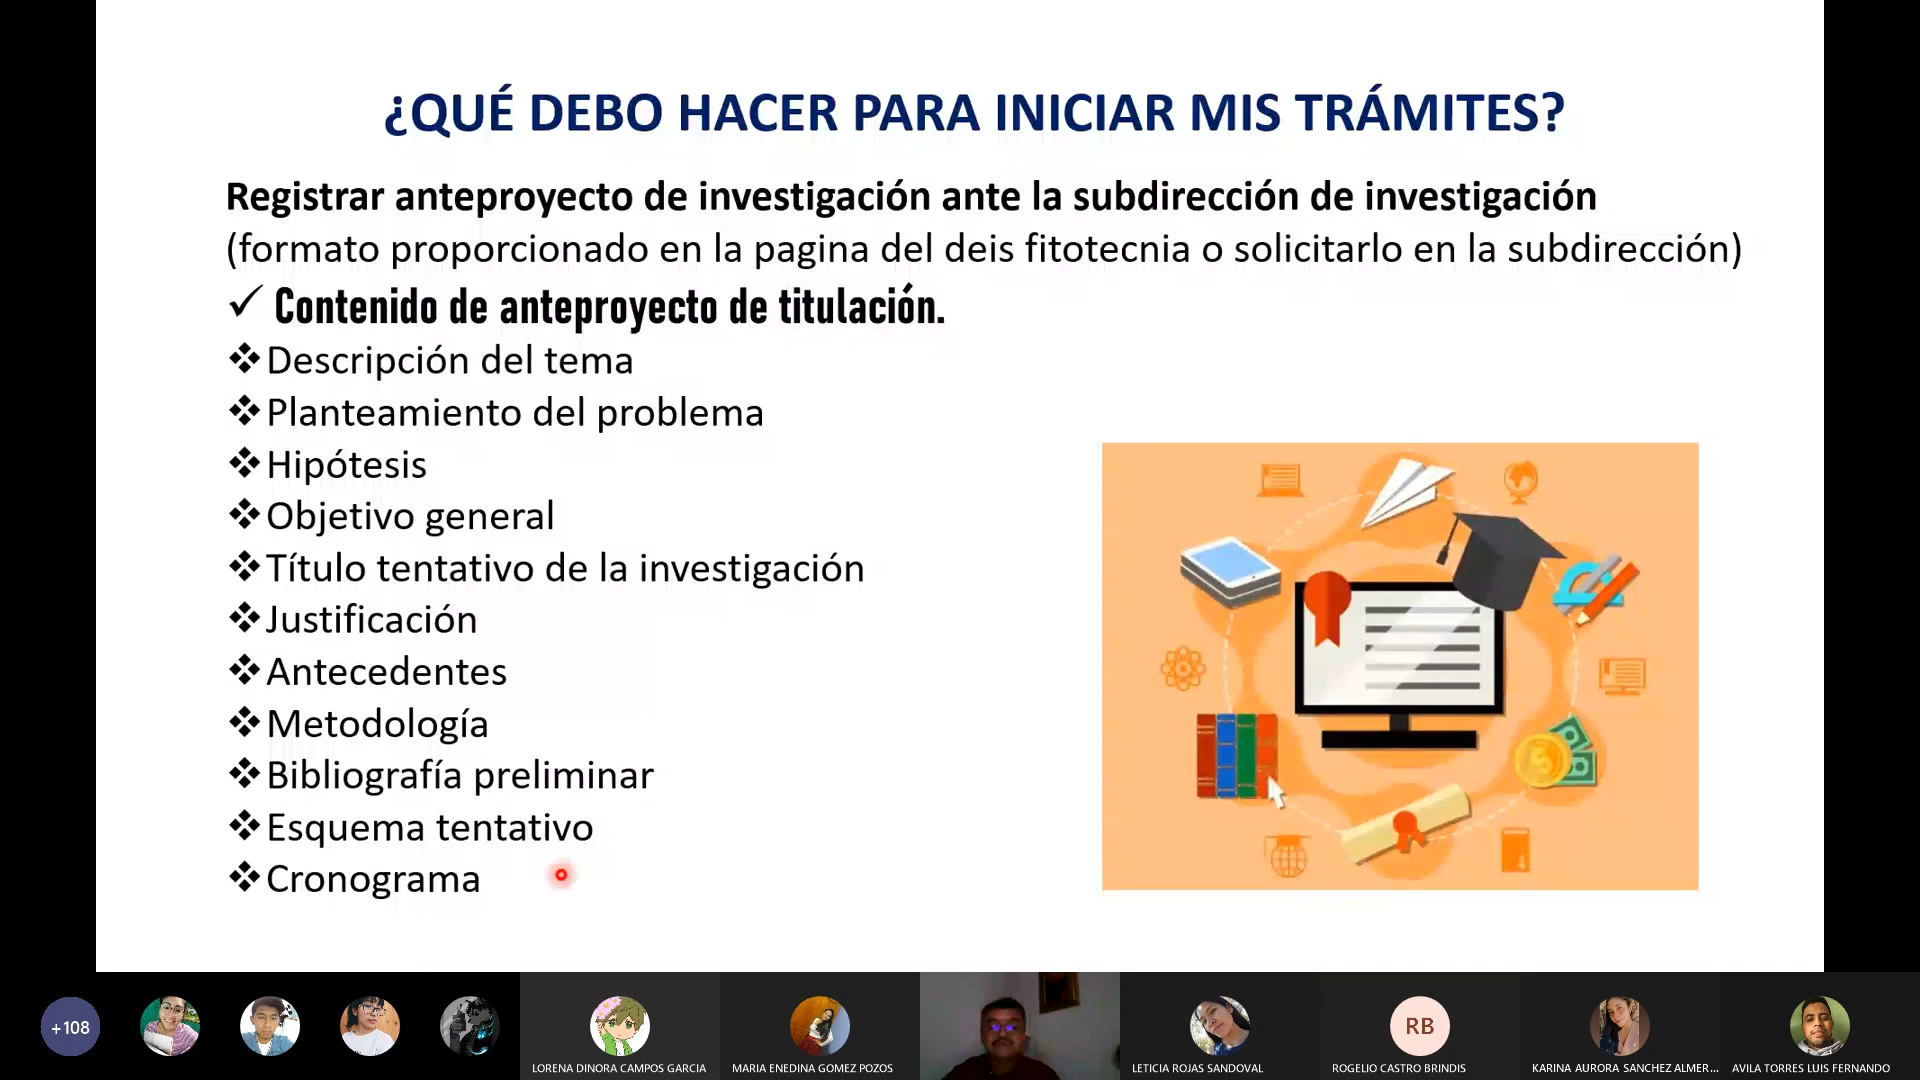 ¿QUÉ DEBO HACER PARA INICIAR MIS TRÁMITES?
Registrar anteproyecto de investigación ante la subdirección de investigación
(formato proporcionado en la pagina del deis fitotecnia o solicitarlo en la subdirección)
✓ Contenido de anteproyecto de titulación.
❖Descripción del tema
❖Planteamiento del problema
❖Hipótesis
❖Objetivo general
❖Título tentativo de la investigación
❖Justificación
❖Antecedentes
❖Metodología
❖Bibliografía preliminar
❖Esquema tentativo
❖Cronograma
$
+108
RB
LORENA DINORA CAMPOS GARCIA
MARIA ENEDINA GOMEZ POZOS
LETICIA ROJAS SANDOVAL
ROGELIO CASTRO BRINDIS
KARINA AURORA SANCHEZ ALMER...
AVILA TORRES LUIS FERNANDO